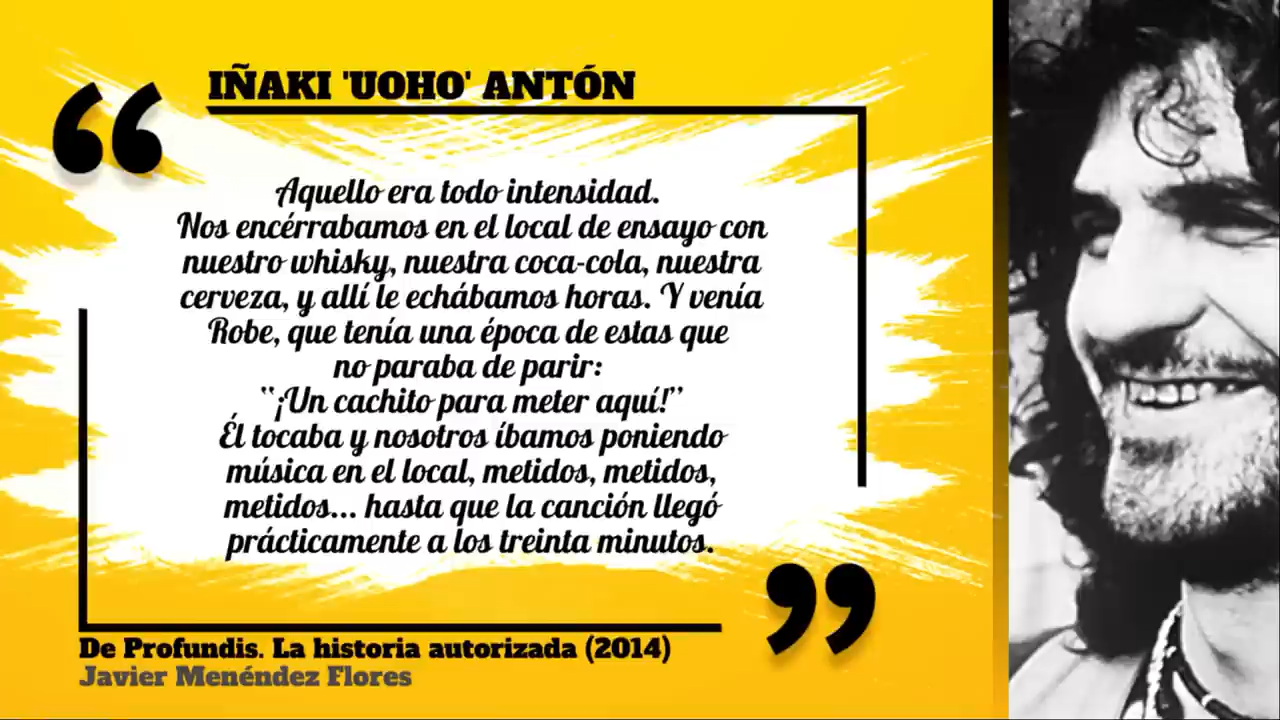 IÑAKI 'UOHO' ANTÓN
Aquello era todo intensidad.
Nos encérrabamos en el local de ensayo con
nuestro whisky, nuestra coca-cola, nuestra
cerveza, y allí le echábamos horas. Y venía
Robe, que tenía una época de estas que
no paraba de parir:
“¡Un cachito para meter aquí!”
Él tocaba y nosotros íbamos poniendo
música en el local, metidos, metidos,
metidos... hasta que la canción llegó
prácticamente a los treinta minutos.
De Profundis. La historia autorizada (2014)
Javier Menéndez Flores